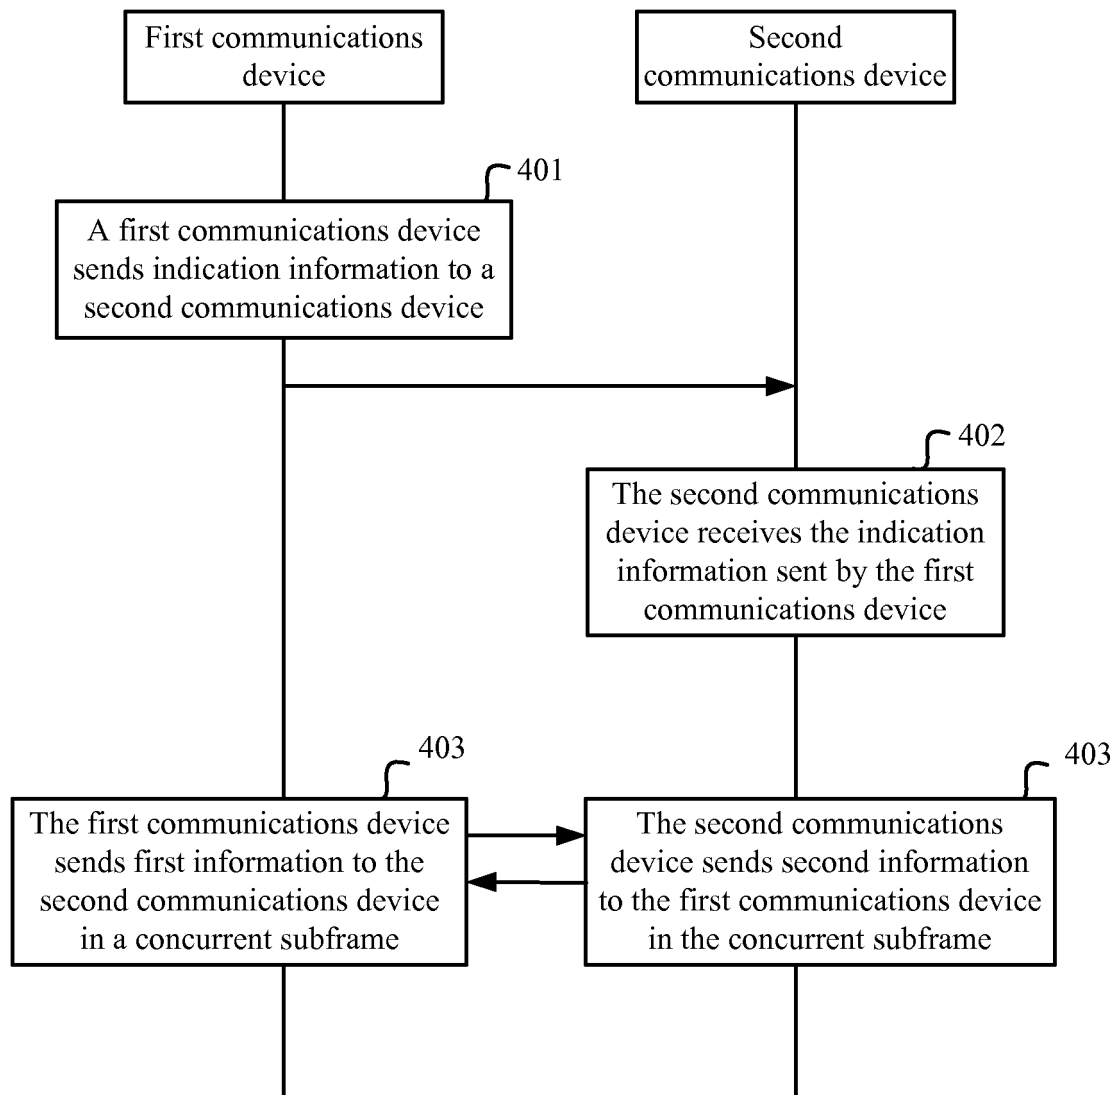 First communications
device
Second
communications device
401
A first communications device
sends indication information to a
second communications device
402
The second communications
device receives the indication
information sent by the first
communications device
403
The first communications device
sends first information to the
second communications device
in a concurrent subframe
403
The second communications
device sends second information
to the first communications device
in the concurrent subframe